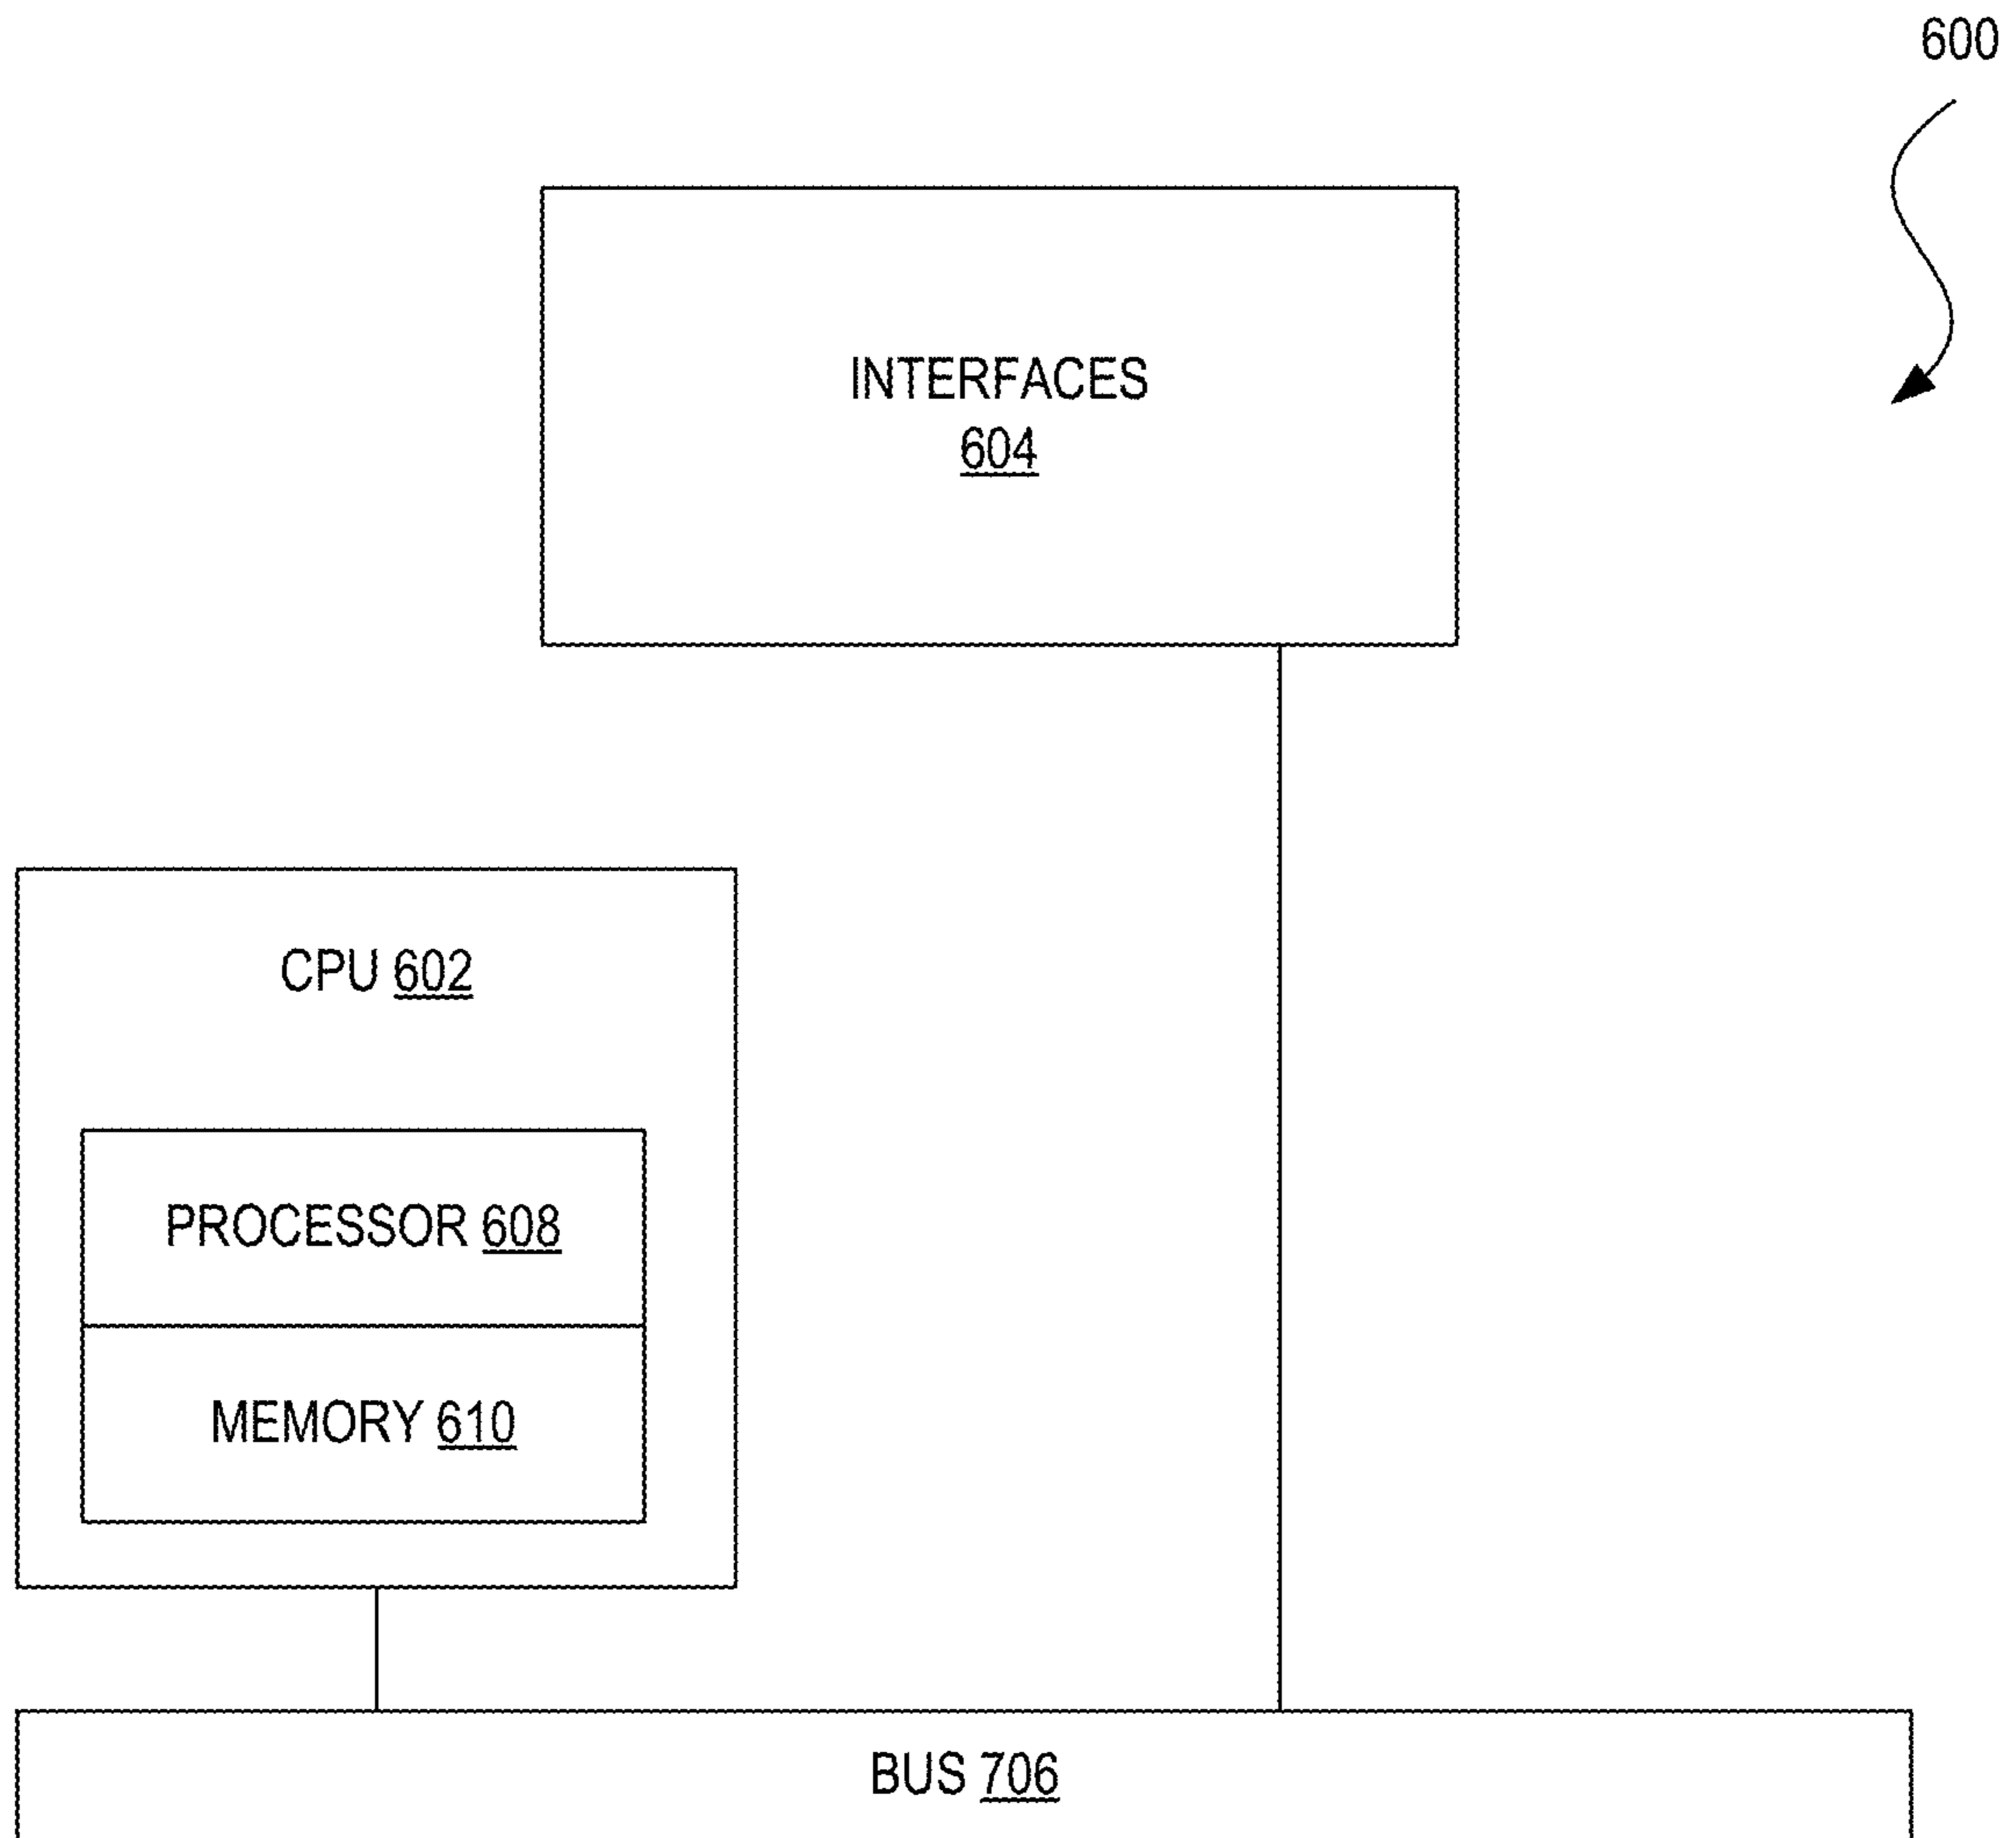 600
INTERFACES
604
CPU 602
PROCESSOR 608
MEMORY 610
BUS 706